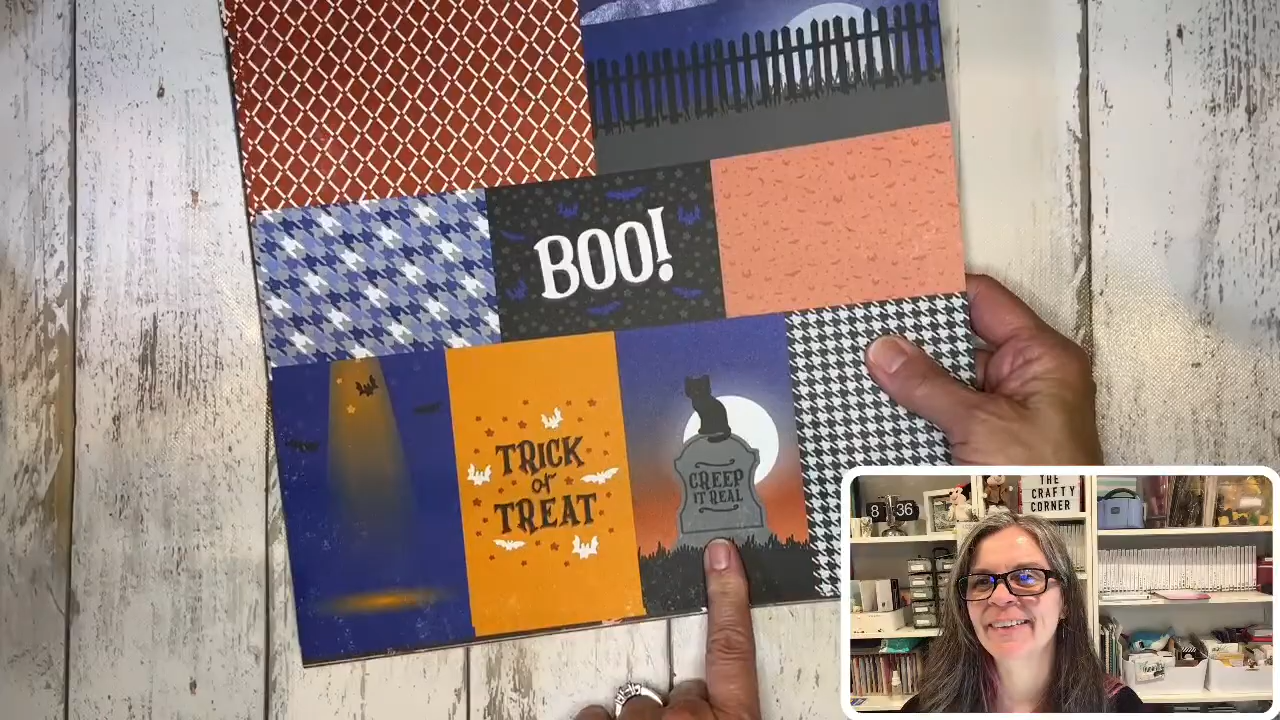 BOO!
TRICK
or
TREAT
CREEP
IT REAL
8 36
THE
CRAFTY
CORNER